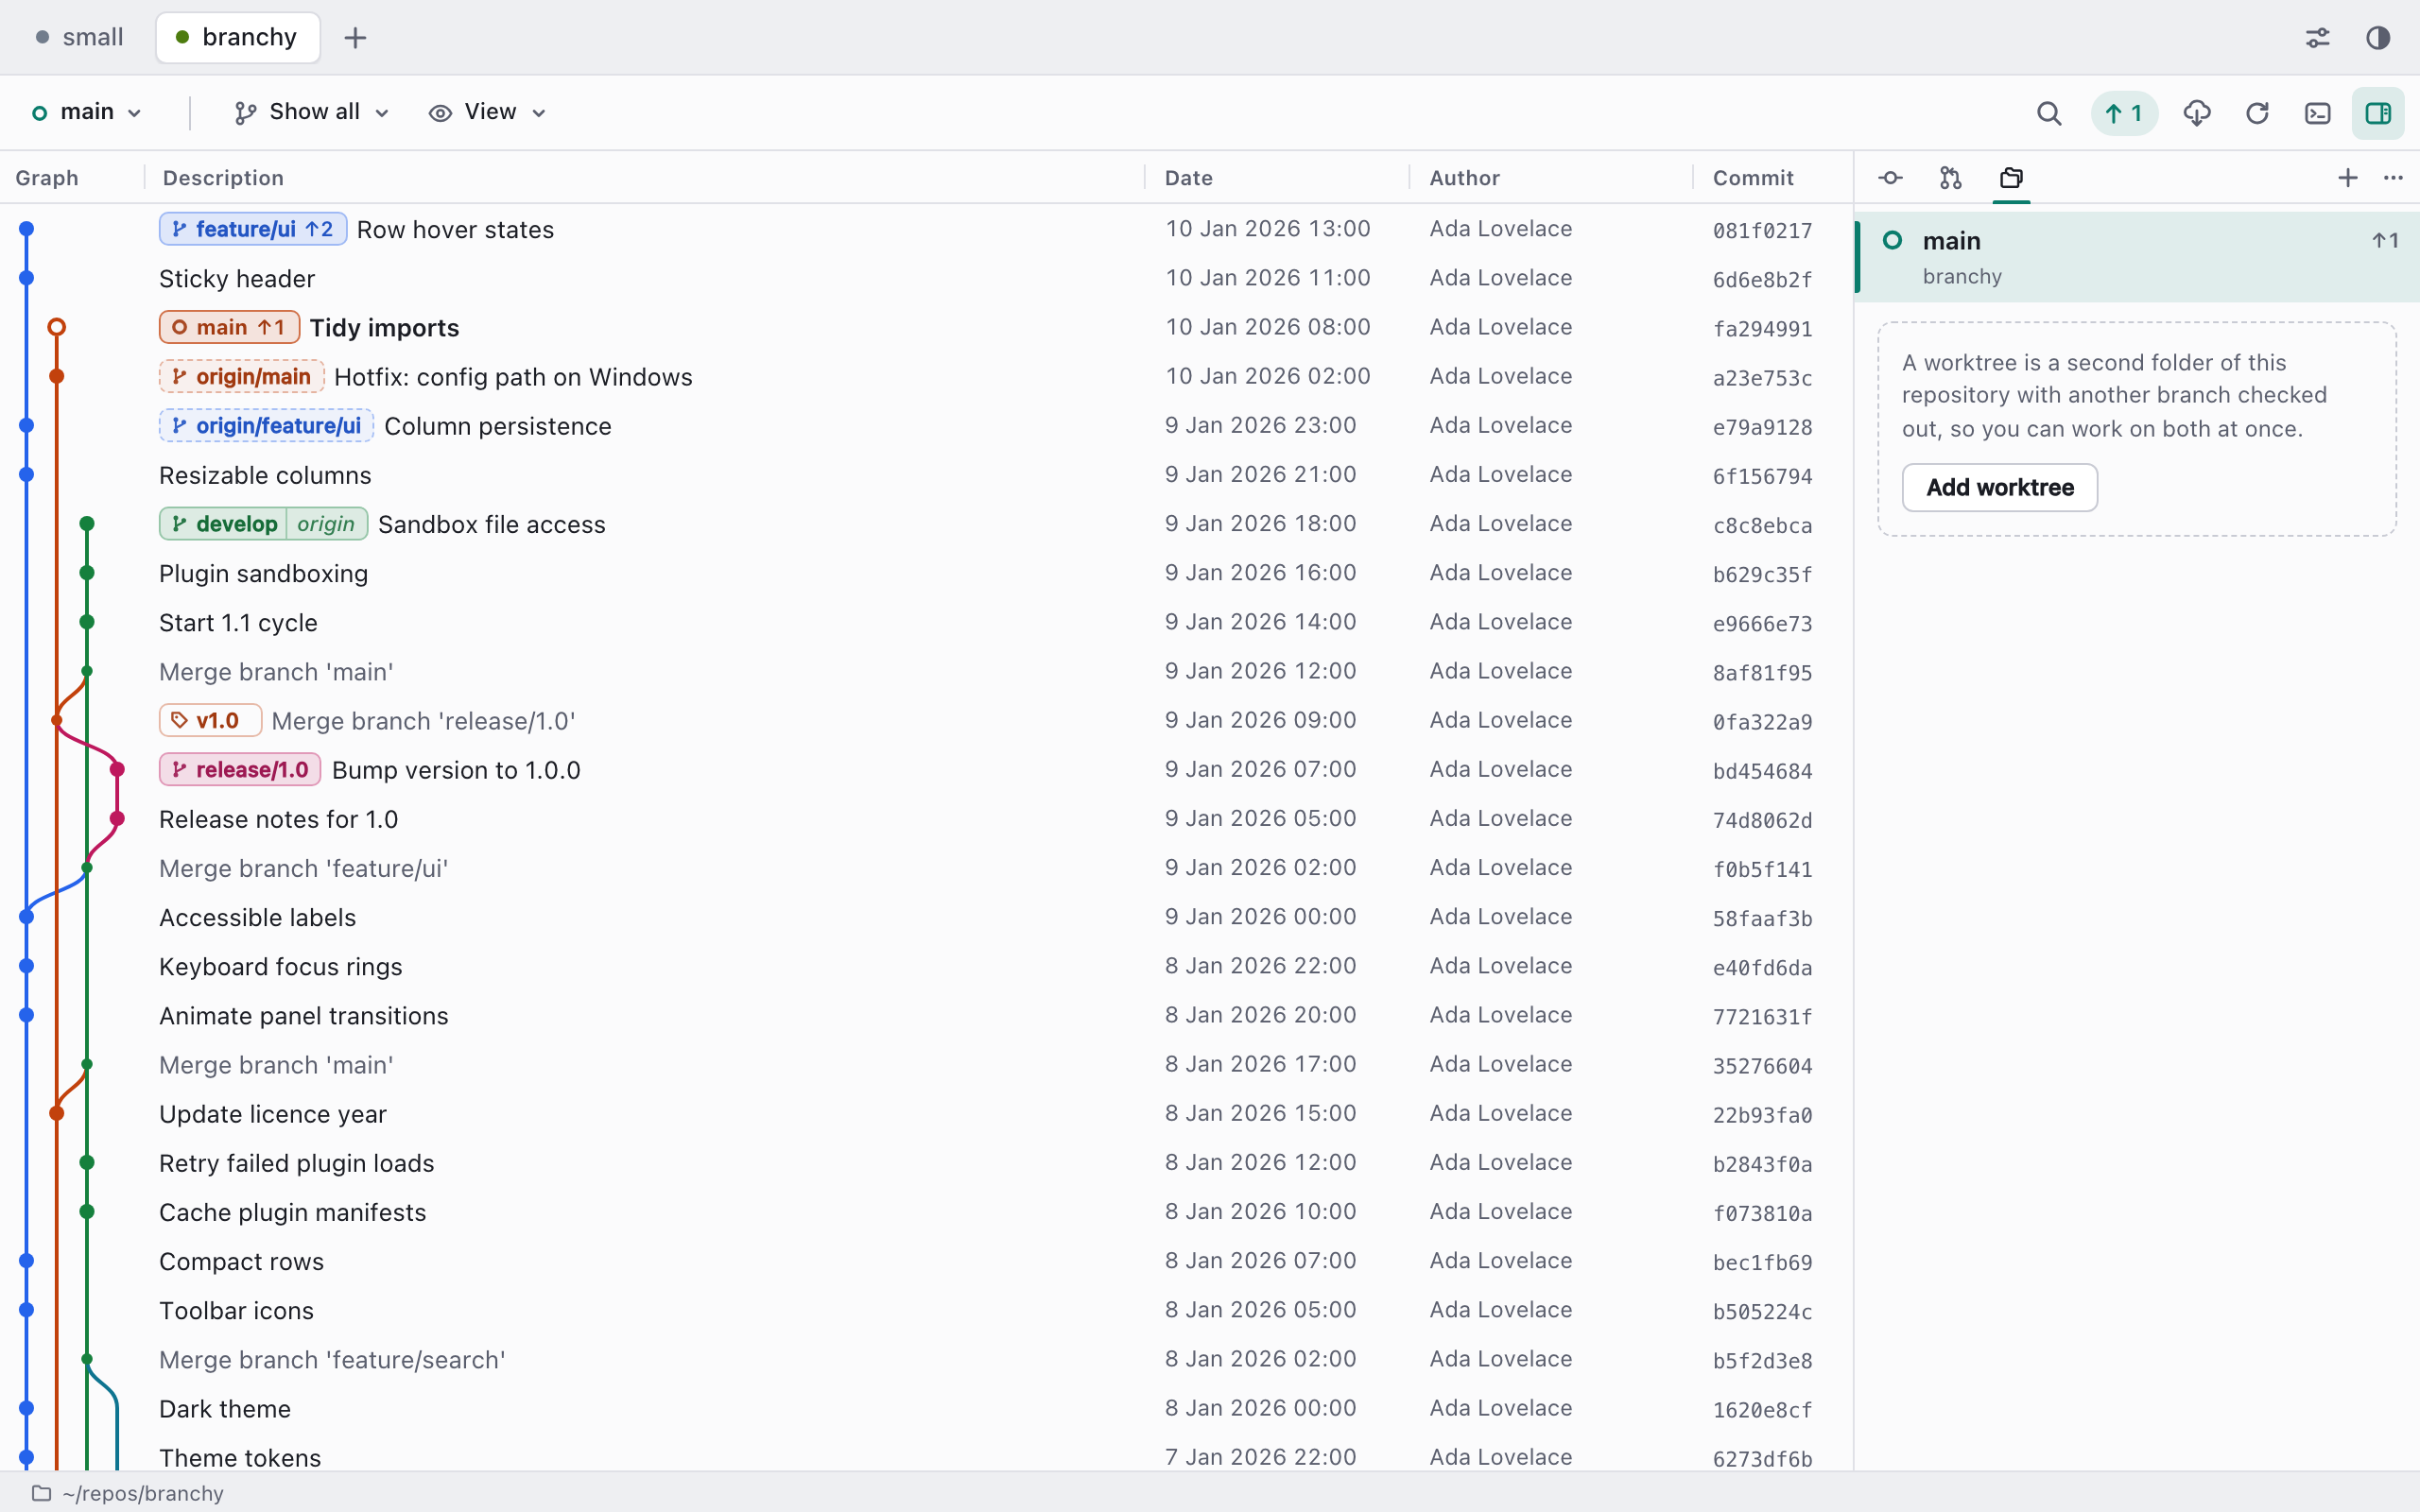 small branchy
main Show all View ↑ 1
Graph Description Date Author Commit
feature/ui ↑2 Row hover states 10 Jan 2026 13:00 Ada Lovelace 081f0217
Sticky header 10 Jan 2026 11:00 Ada Lovelace 6d6e8b2f
main ↑1 Tidy imports 10 Jan 2026 08:00 Ada Lovelace fa294991
origin/main Hotfix: config path on Windows 10 Jan 2026 02:00 Ada Lovelace a23e753c
origin/feature/ui Column persistence 9 Jan 2026 23:00 Ada Lovelace e79a9128
Resizable columns 9 Jan 2026 21:00 Ada Lovelace 6f156794
develop origin Sandbox file access 9 Jan 2026 18:00 Ada Lovelace c8c8ebca
Plugin sandboxing 9 Jan 2026 16:00 Ada Lovelace b629c35f
Start 1.1 cycle 9 Jan 2026 14:00 Ada Lovelace e9666e73
Merge branch 'main' 9 Jan 2026 12:00 Ada Lovelace 8af81f95
v1.0 Merge branch 'release/1.0' 9 Jan 2026 09:00 Ada Lovelace 0fa322a9
release/1.0 Bump version to 1.0.0 9 Jan 2026 07:00 Ada Lovelace bd454684
Release notes for 1.0 9 Jan 2026 05:00 Ada Lovelace 74d8062d
Merge branch 'feature/ui' 9 Jan 2026 02:00 Ada Lovelace f0b5f141
Accessible labels 9 Jan 2026 00:00 Ada Lovelace 58faaf3b
Keyboard focus rings 8 Jan 2026 22:00 Ada Lovelace e40fd6da
Animate panel transitions 8 Jan 2026 20:00 Ada Lovelace 7721631f
Merge branch 'main' 8 Jan 2026 17:00 Ada Lovelace 35276604
Update licence year 8 Jan 2026 15:00 Ada Lovelace 22b93fa0
Retry failed plugin loads 8 Jan 2026 12:00 Ada Lovelace b2843f0a
Cache plugin manifests 8 Jan 2026 10:00 Ada Lovelace f073810a
Compact rows 8 Jan 2026 07:00 Ada Lovelace bec1fb69
Toolbar icons 8 Jan 2026 05:00 Ada Lovelace b505224c
Merge branch 'feature/search' 8 Jan 2026 02:00 Ada Lovelace b5f2d3e8
Dark theme 8 Jan 2026 00:00 Ada Lovelace 1620e8cf
Theme tokens 7 Jan 2026 22:00 Ada Lovelace 6273df6b
main ↑1
branchy
A worktree is a second folder of this
repository with another branch checked
out, so you can work on both at once.
Add worktree
~/repos/branchy